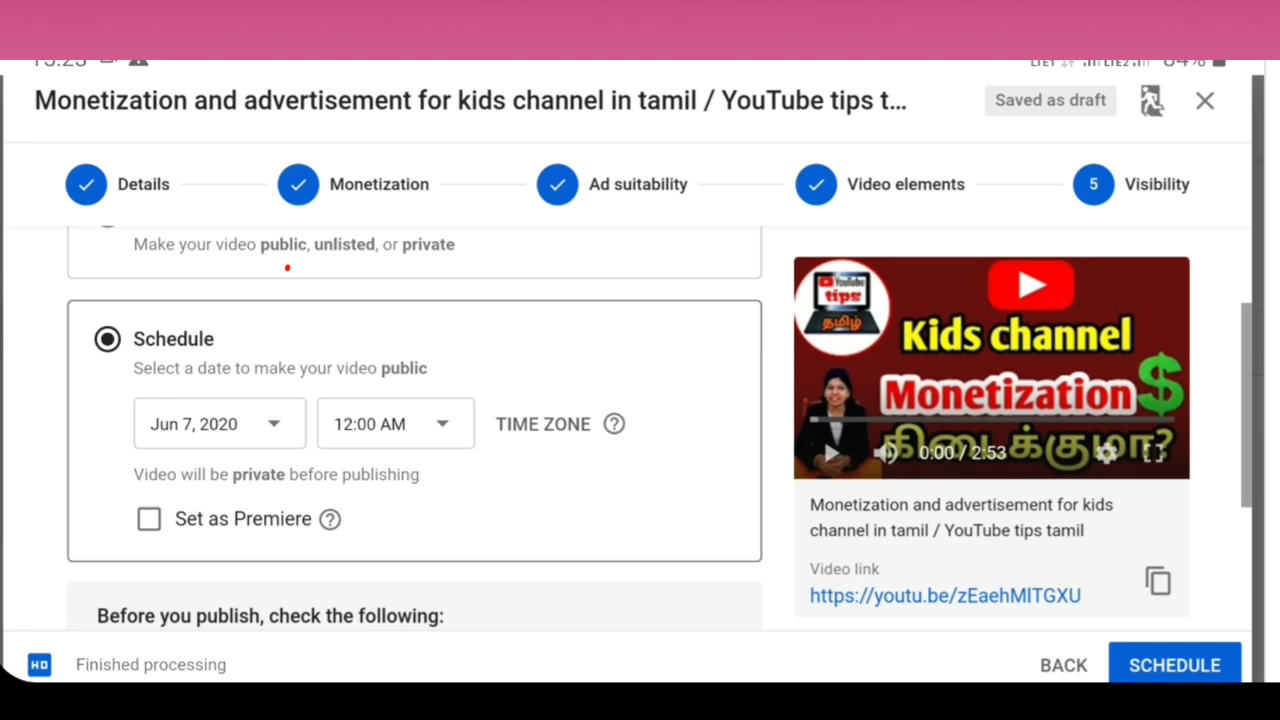 Monetization and advertisement for kids channel in tamil / YouTube tips t...
Saved as draft
Details
Monetization
Ad suitability
Video elements
5
Visibility
Make your video public, unlisted, or private
Schedule
Select a date to make your video public
Jun 7, 2020
12:00 AM
TIME ZONE
Video will be private before publishing
Set as Premiere
Before you publish, check the following:
YouTube
tips
தமிழ்
Kids channel
Monetization $
கிடைக்குமா?
0:00 / 2:53
Monetization and advertisement for kids
channel in tamil / YouTube tips tamil
Video link
https://youtu.be/zEaehMlTGXU
HD
Finished processing
BACK
SCHEDULE